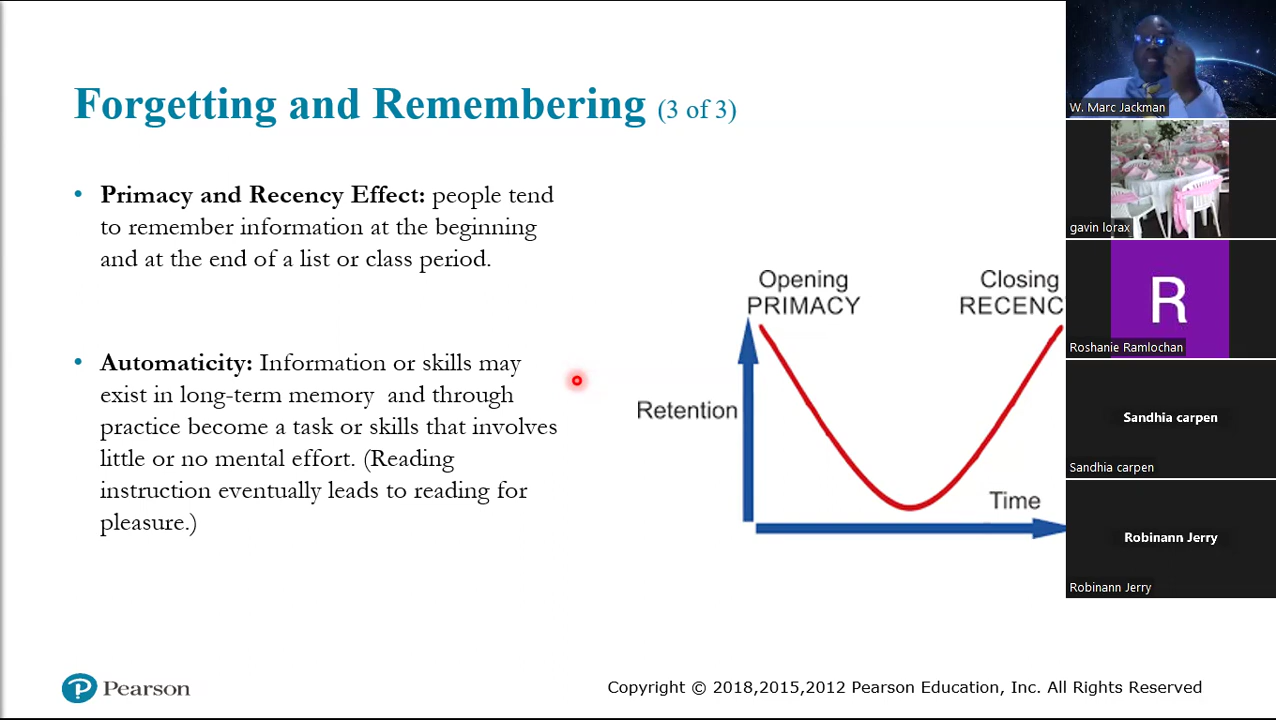 Forgetting and Remembering (3 of 3)
• Primacy and Recency Effect: people tend
to remember information at the beginning
and at the end of a list or class period.
• Automaticity: Information or skills may
exist in long-term memory and through
practice become a task or skills that involves
little or no mental effort. (Reading
instruction eventually leads to reading for
pleasure.)
Opening
PRIMACY
Closing
RECENC
Retention
Time
Pearson
Copyright © 2018,2015,2012 Pearson Education, Inc. All Rights Reserved
W. Marc Jackman
gavin lorax
R
Roshanie Ramlochan
Sandhia carpen
Sandhia carpen
Robinann Jerry
Robinann Jerry